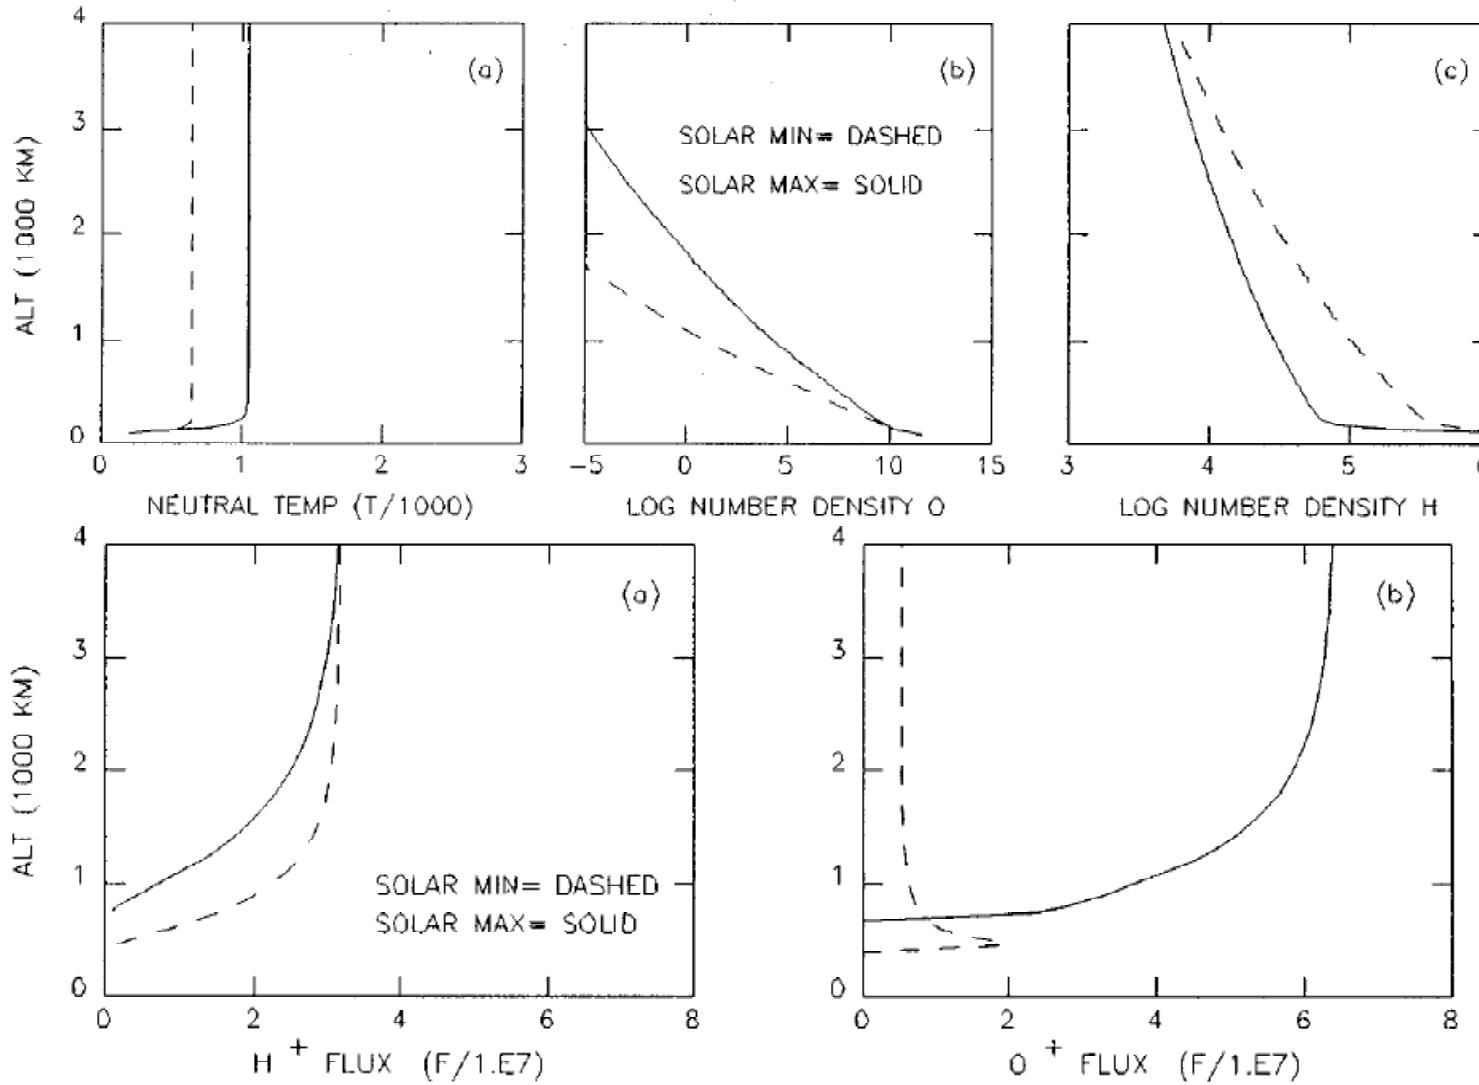 4
3
2
1
0
ALT (1000 KM)
(a)
0 1 2 3
NEUTRAL TEMP (T/1000)
(b)
SOLAR MIN= DASHED
SOLAR MAX= SOLID
-5 0 5 10 15
LOG NUMBER DENSITY O
(c)
3 4 5
LOG NUMBER DENSITY H
4
3
2
1
0
ALT (1000 KM)
(a)
SOLAR MIN= DASHED
SOLAR MAX= SOLID
0 2 4 6 8
H + FLUX (F/1.E7)
4
3
2
1
0
(b)
0 2 4 6 8
O + FLUX (F/1.E7)